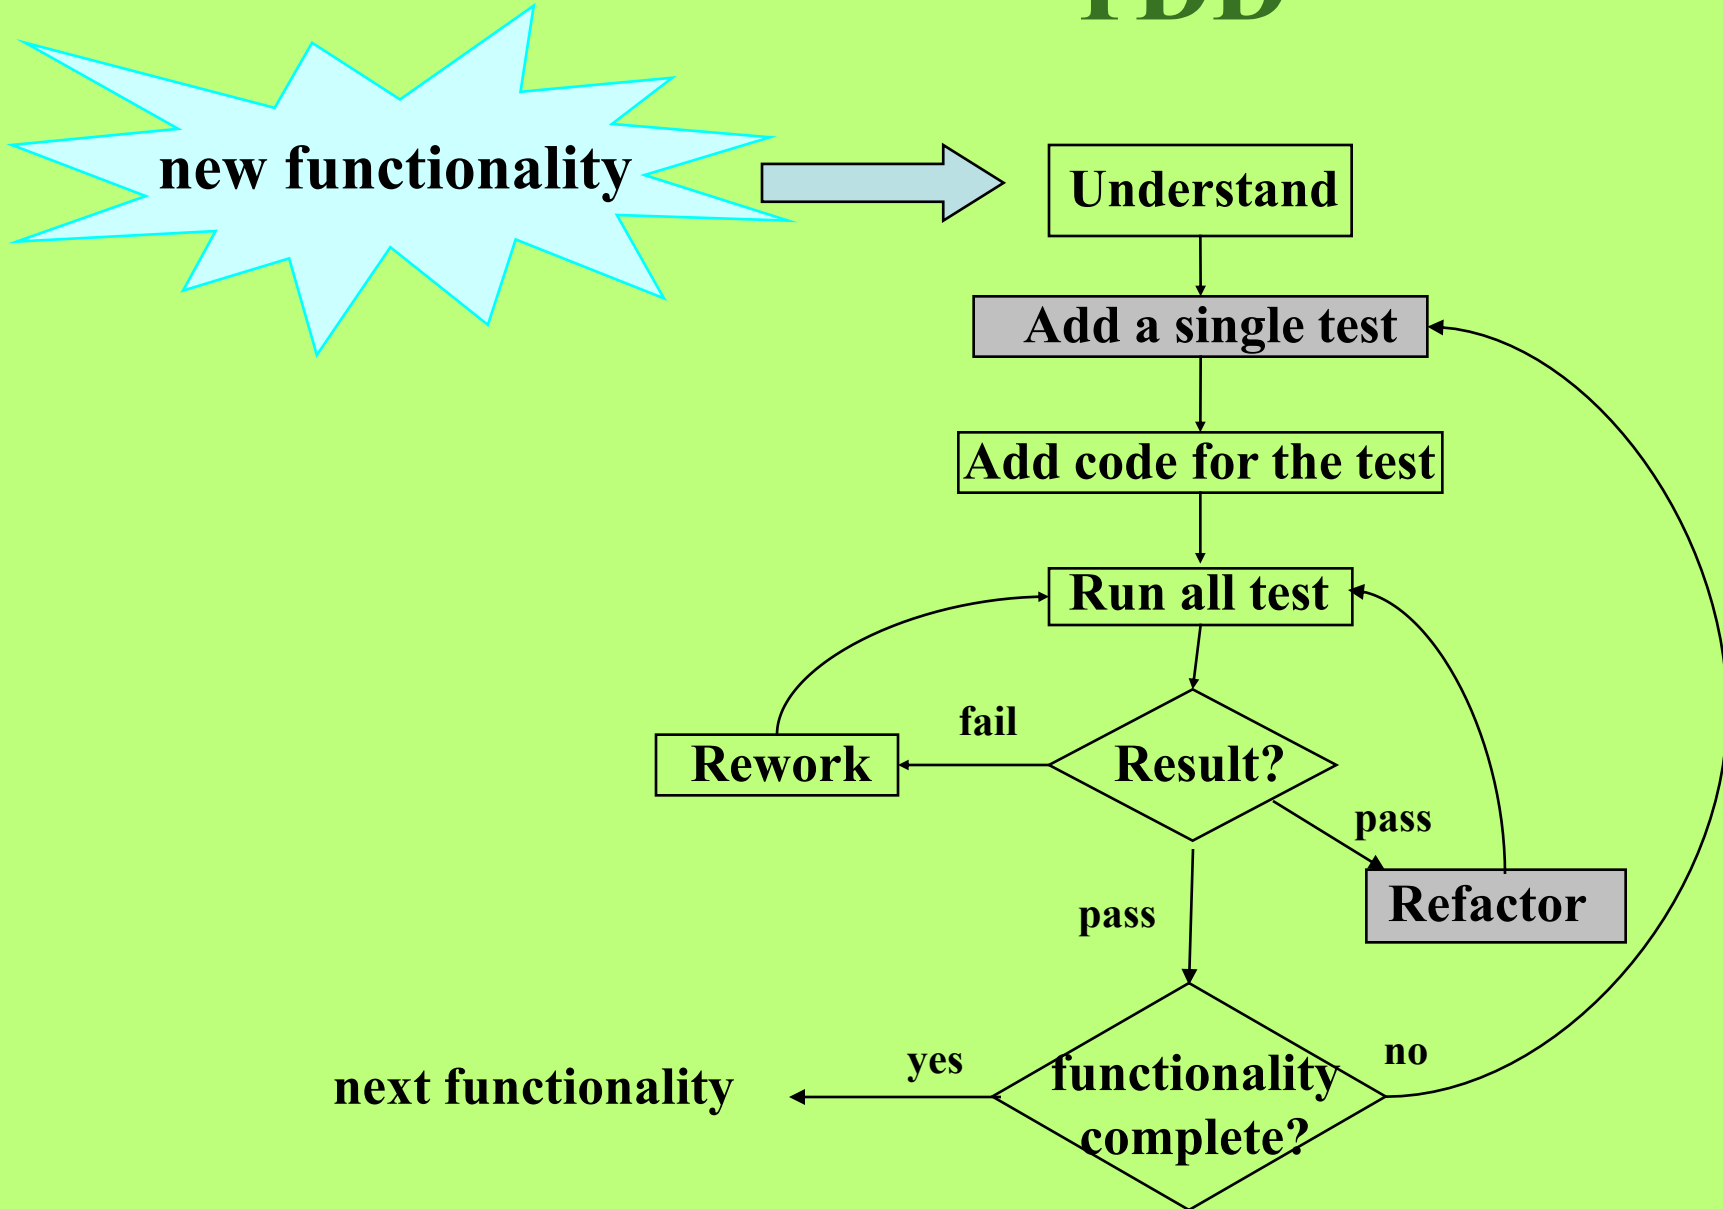 TDD
new functionality
Understand
Add a single test
Add code for the test
Run all test
fail
Rework
Result?
pass
Refactor
pass
yes
no
next functionality
functionality
complete?